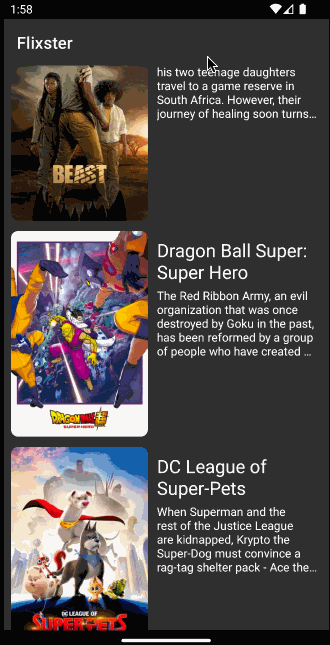 1:58
Flixster
his two teenage daughters
travel to a game reserve in
South Africa. However, their
journey of healing soon turns…
BEAST
Dragon Ball Super:
Super Hero
The Red Ribbon Army, an evil
organization that was once
destroyed by Goku in the past,
has been reformed by a group
of people who have created …
DRAGONBALL
SUPER HERO
DC League of
Super-Pets
When Superman and the
rest of the Justice League
are kidnapped, Krypto the
Super-Dog must convince a
rag-tag shelter pack - Ace the…
DC LEAGUE OF
SUPER-PETS